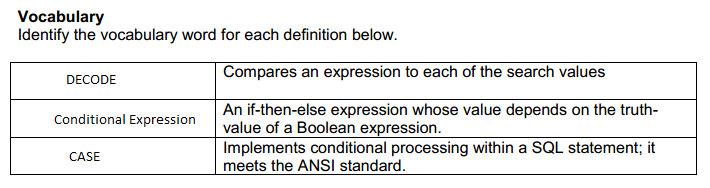 Vocabulary
Identify the vocabulary word for each definition below.
DECODE
Compares an expression to each of the search values
Conditional Expression
An if-then-else expression whose value depends on the truth-
value of a Boolean expression.
CASE
Implements conditional processing within a SQL statement; it
meets the ANSI standard.